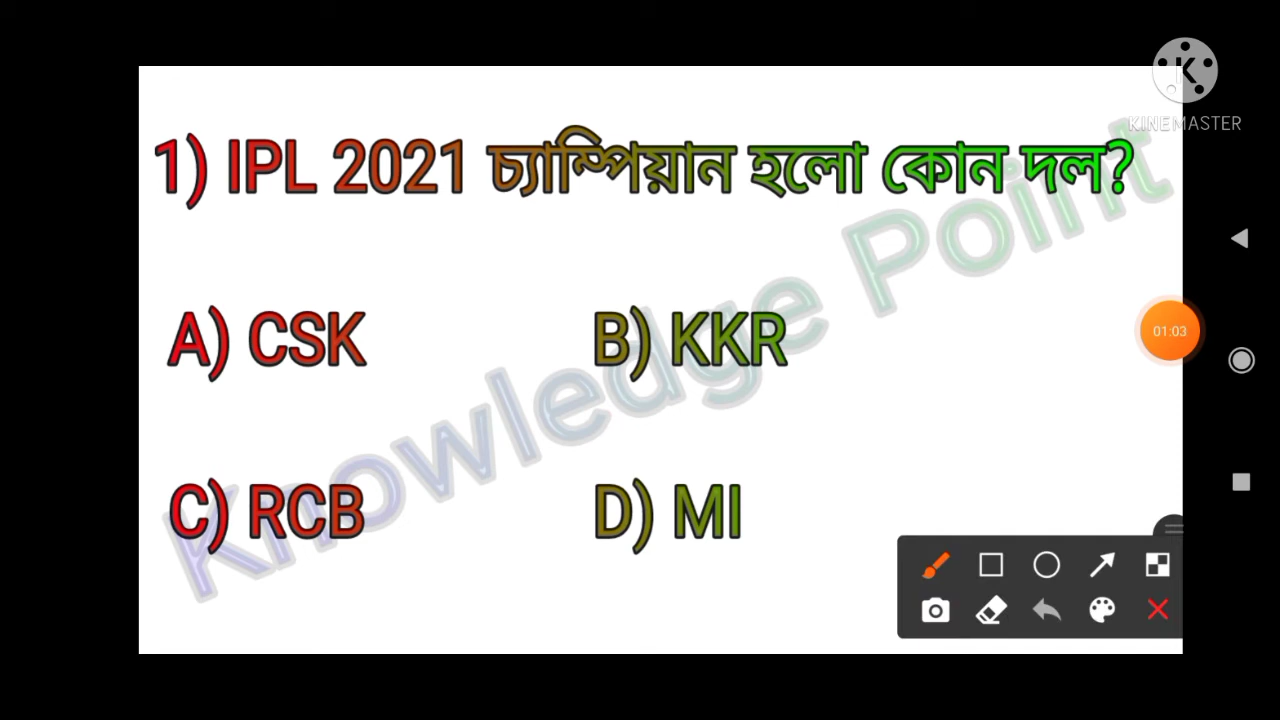 KINEMASTER
1) IPL 2021 চ্যাম্পিয়ান হলো কোন দল?
Knowledge Point
A) CSK B) KKR
01:03
C) RCB D) MI